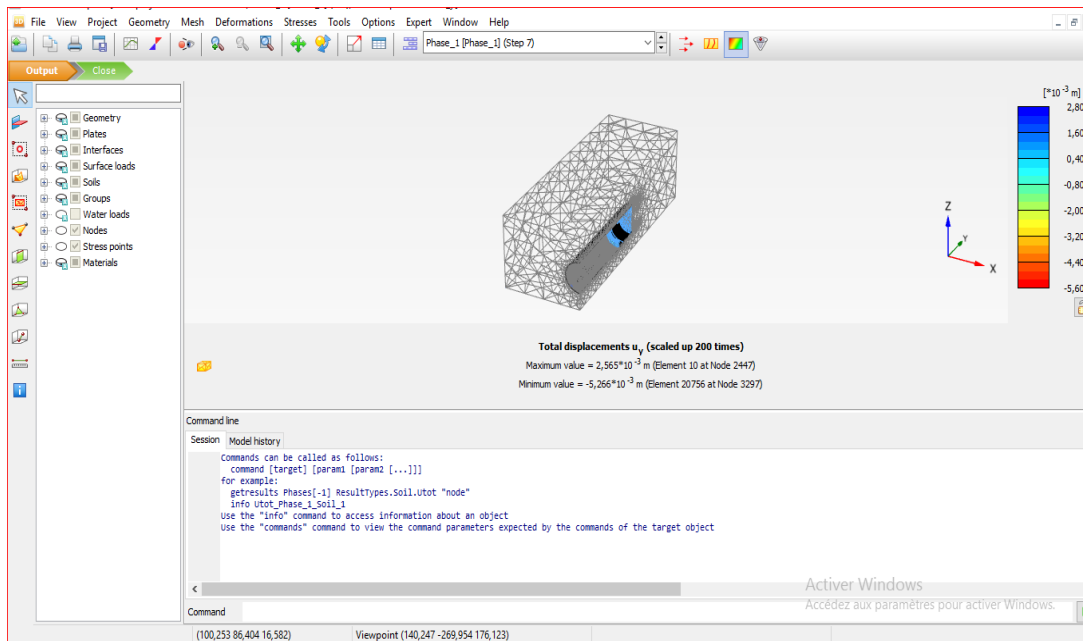 File View Project Geometry Mesh Deformations Stresses Tools Options Expert Window Help
Phase_1 [Phase_1] (Step 7)
Output Close
Geometry
Plates
Interfaces
Surface loads
Soils
Groups
Water loads
Nodes
Stress points
Materials
[*10-3 m]
2,80
1,60
0,40
-0,80
-2,00
-3,20
-4,40
-5,60
Z
Y
X
Total displacements uy (scaled up 200 times)
Maximum value = 2,565*10-3 m (Element 10 at Node 2447)
Minimum value = -5,266*10-3 m (Element 20756 at Node 3297)
Command line
Session Model history
Commands can be called as follows:
command [target] [param1 [param2 [...]]]
for example:
getresults Phases[-1] ResultTypes.Soil.Utot "node"
info Utot_Phase_1_Soil_1
Use the "info" command to access information about an object
Use the "commands" command to view the command parameters expected by the commands of the target object
Activer Windows
Accédez aux paramètres pour activer Windows.
Command
(100,253 86,404 16,582) Viewpoint (140,247 -269,954 176,123)